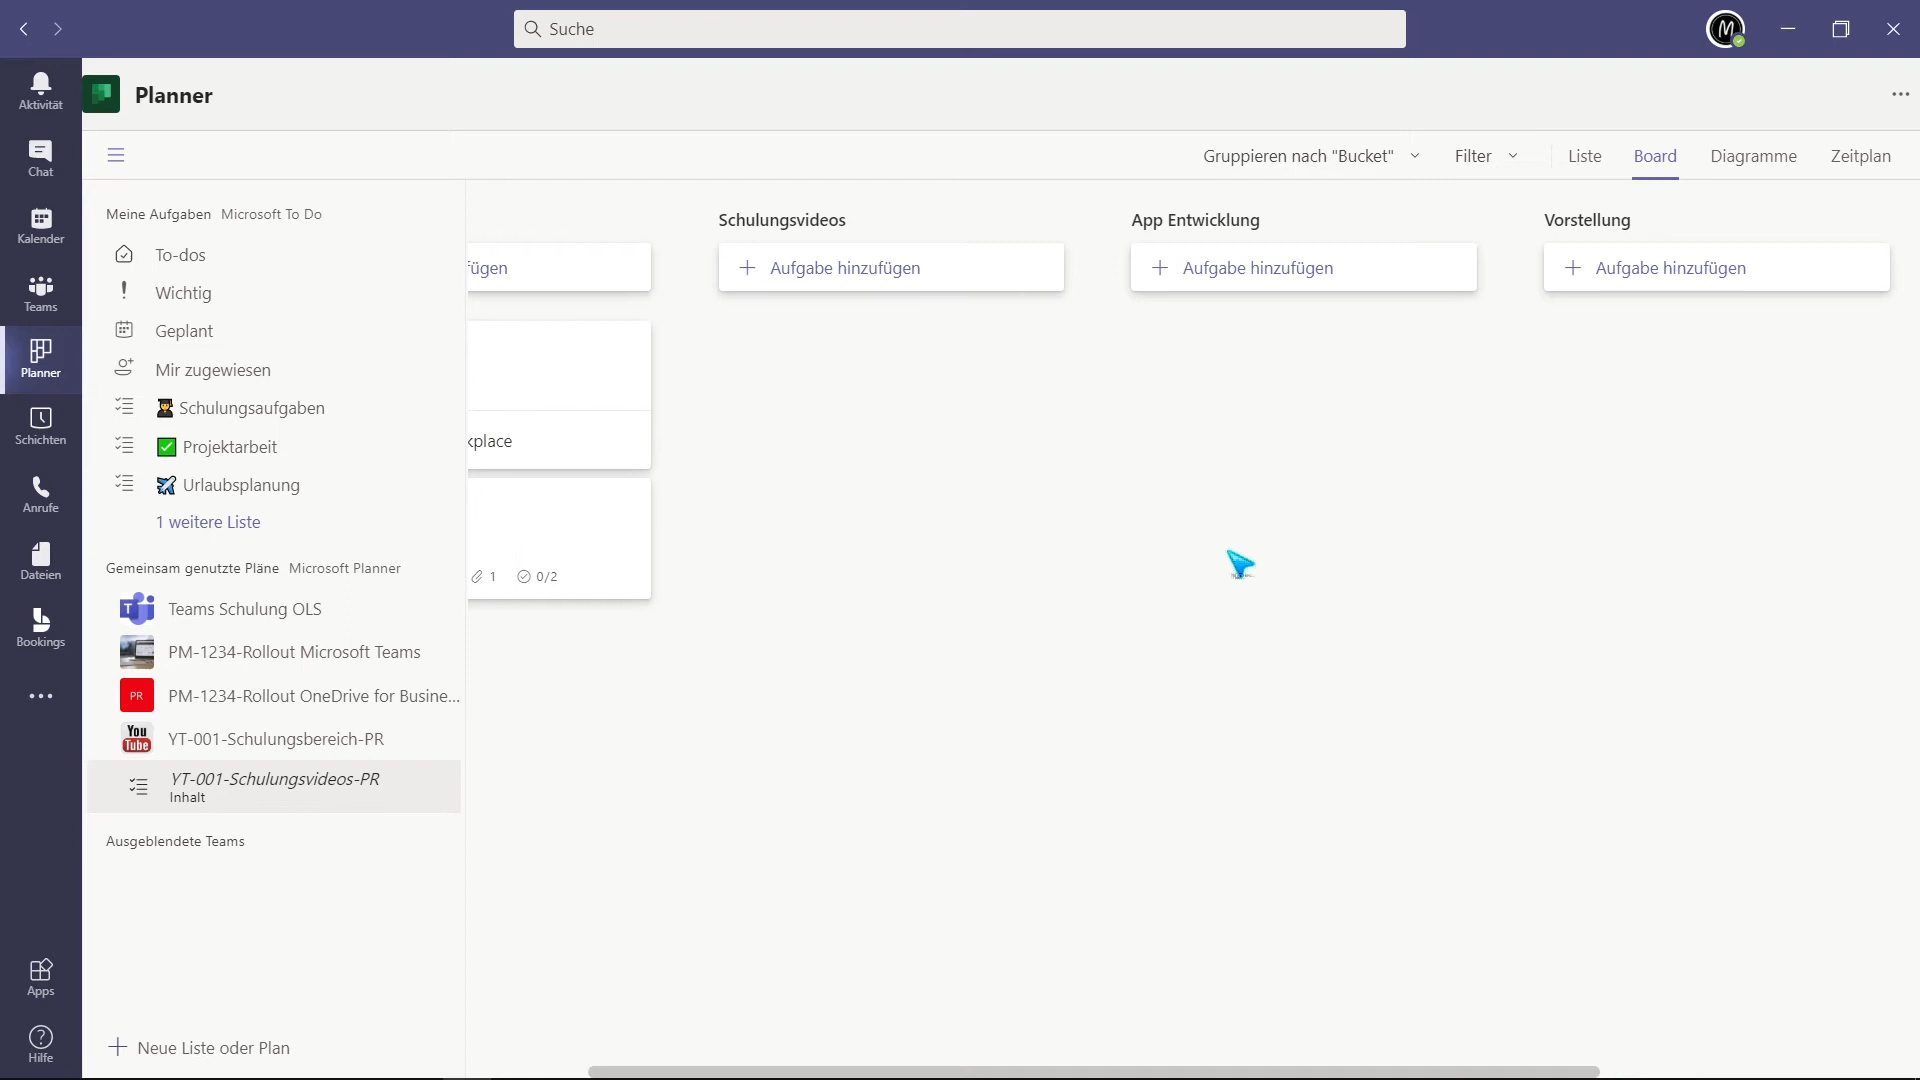 Suche
M
Aktivität
Chat
Kalender
Teams
Planner
Schichten
Anrufe
Dateien
Bookings
Apps
Hilfe
Planner
Gruppieren nach "Bucket"
Filter
Liste
Board
Diagramme
Zeitplan
Meine Aufgaben Microsoft To Do
To-dos
Wichtig
Geplant
Mir zugewiesen
Schulungsaufgaben
Projektarbeit
Urlaubsplanung
1 weitere Liste
Gemeinsam genutzte Pläne Microsoft Planner
T Teams Schulung OLS
PM-1234-Rollout Microsoft Teams
PR PM-1234-Rollout OneDrive for Busine...
You Tube YT-001-Schulungsbereich-PR
YT-001-Schulungsvideos-PR
Inhalt
Ausgeblendete Teams
Neue Liste oder Plan
fügen
kplace
1 0/2
Schulungsvideos
Aufgabe hinzufügen
App Entwicklung
Aufgabe hinzufügen
Vorstellung
Aufgabe hinzufügen